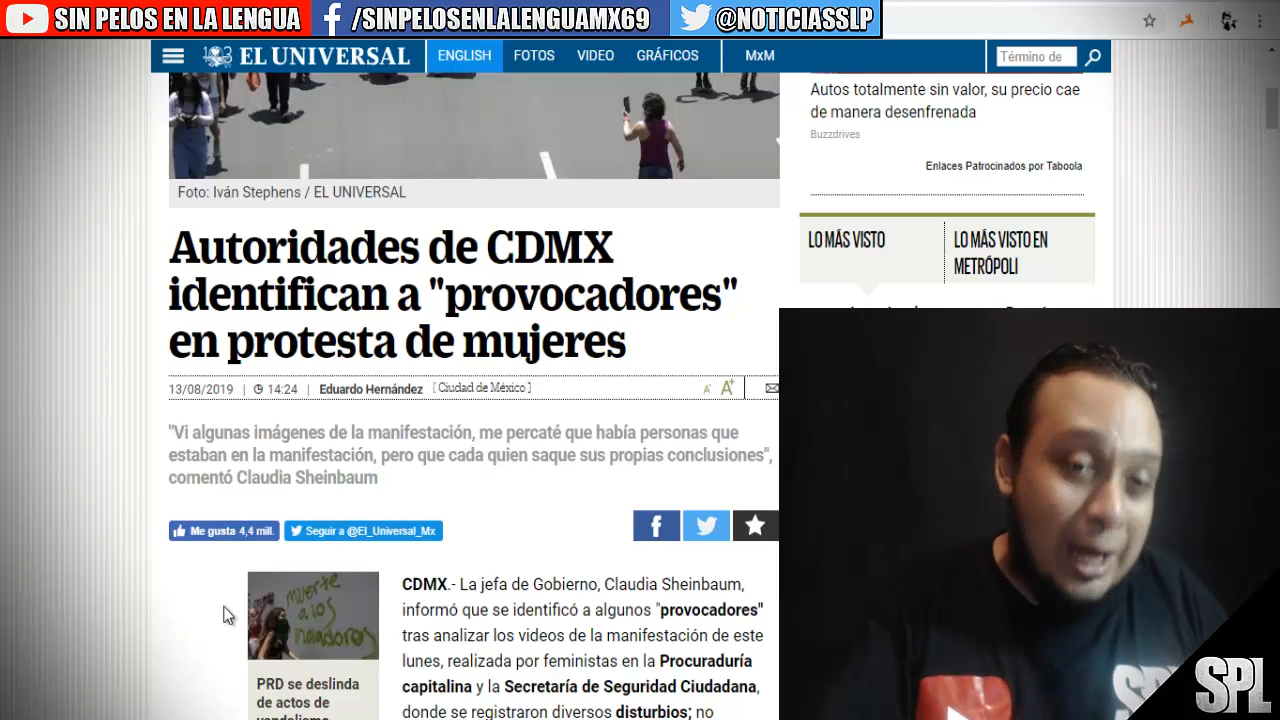 SIN PELOS EN LA LENGUA
/SINPELOSENLALENGUAMX69
@NOTICIASSLP
EL UNIVERSAL
ENGLISH
FOTOS
VIDEO
GRÁFICOS
MxM
Término de
Autos totalmente sin valor, su precio cae
de manera desenfrenada
Buzzdrives
Enlaces Patrocinados por Taboola
Foto: Iván Stephens / EL UNIVERSAL
LO MÁS VISTO
LO MÁS VISTO EN
METRÓPOLI
Autoridades de CDMX
identifican a "provocadores"
en protesta de mujeres
13/08/2019 | 14:24 | Eduardo Hernández [ Ciudad de México ]
A- A+
"Vi algunas imágenes de la manifestación, me percaté que había personas que
estaban en la manifestación, pero que cada quien saque sus propias conclusiones",
comentó Claudia Sheinbaum
Me gusta 4,4 mill.
Seguir a @El_Universal_Mx
muerte
a los
violadores
PRD se deslinda
de actos de
vandalismo
CDMX.- La jefa de Gobierno, Claudia Sheinbaum,
informó que se identificó a algunos "provocadores"
tras analizar los videos de la manifestación de este
lunes, realizada por feministas en la Procuraduría
capitalina y la Secretaría de Seguridad Ciudadana,
donde se registraron diversos disturbios; no
SPL
SPL